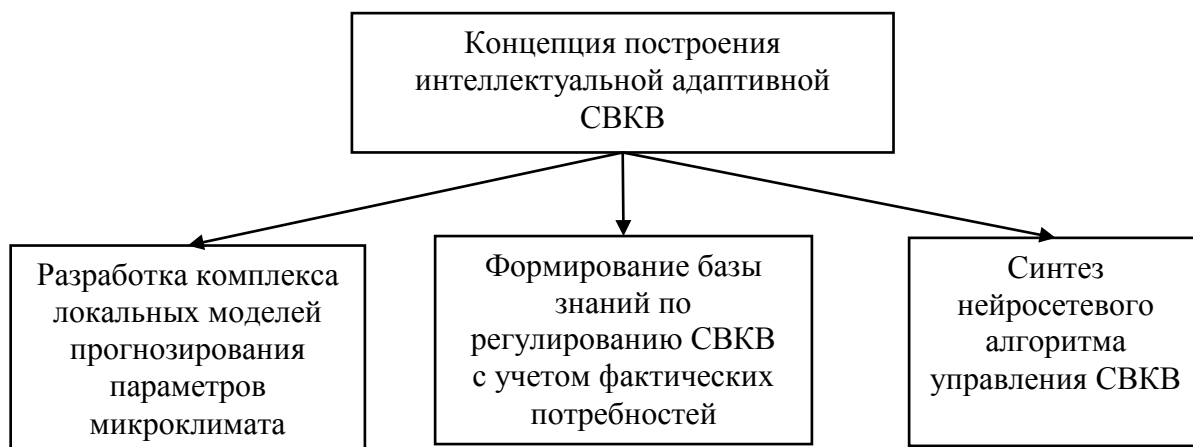 Концепция построения
интеллектуальной адаптивной
СВКВ
Разработка комплекса
локальных моделей
прогнозирования
параметров
микроклимата
Формирование базы
знаний по
регулированию СВКВ
с учетом фактических
потребностей
Синтез
нейросетевого
алгоритма
управления СВКВ